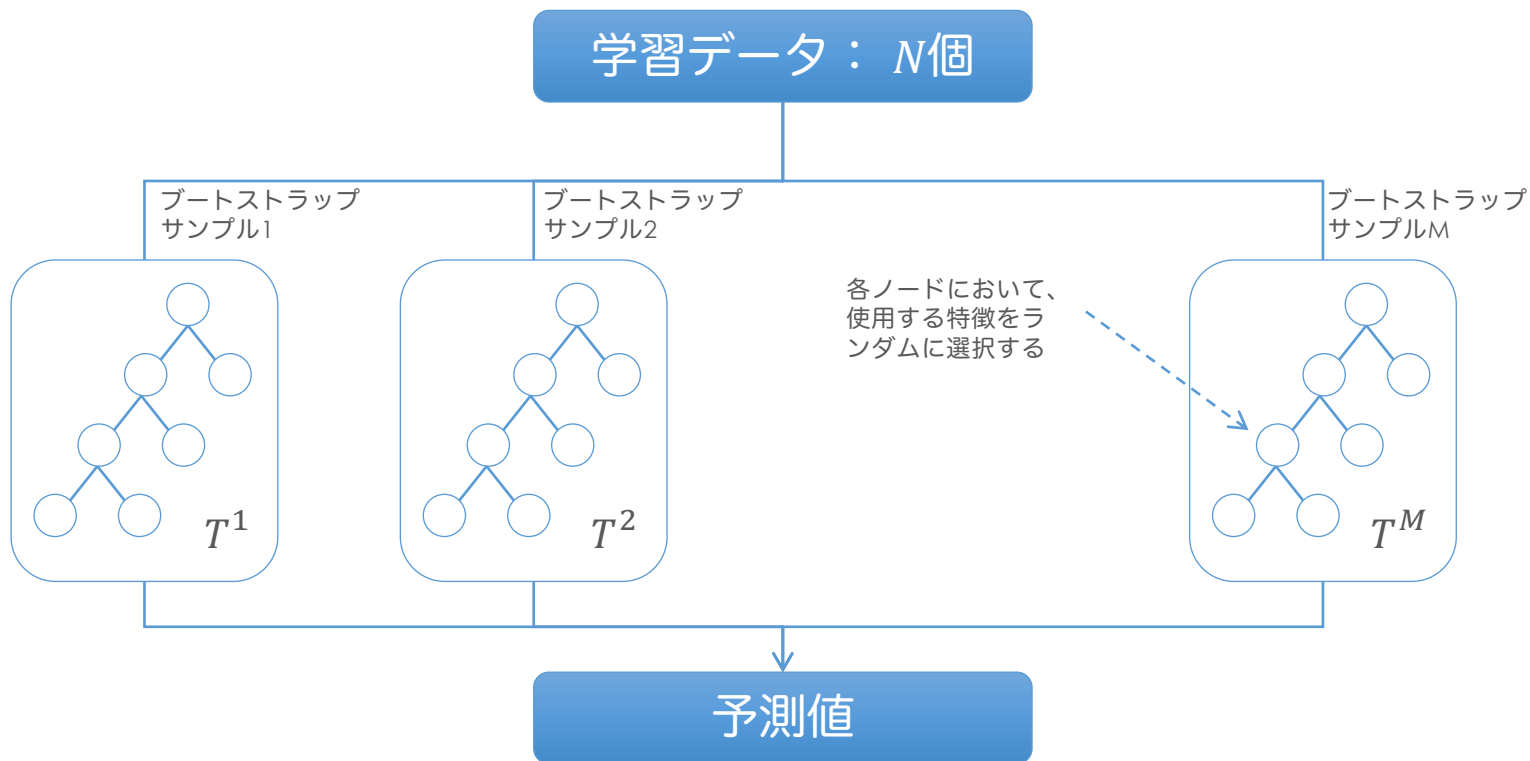 学習データ： N個
ブートストラップ
サンプル1
ブートストラップ
サンプル2
ブートストラップ
サンプルM
各ノードにおいて、
使用する特徴をラ
ンダムに選択する
T^1
T^2
T^M
予測値